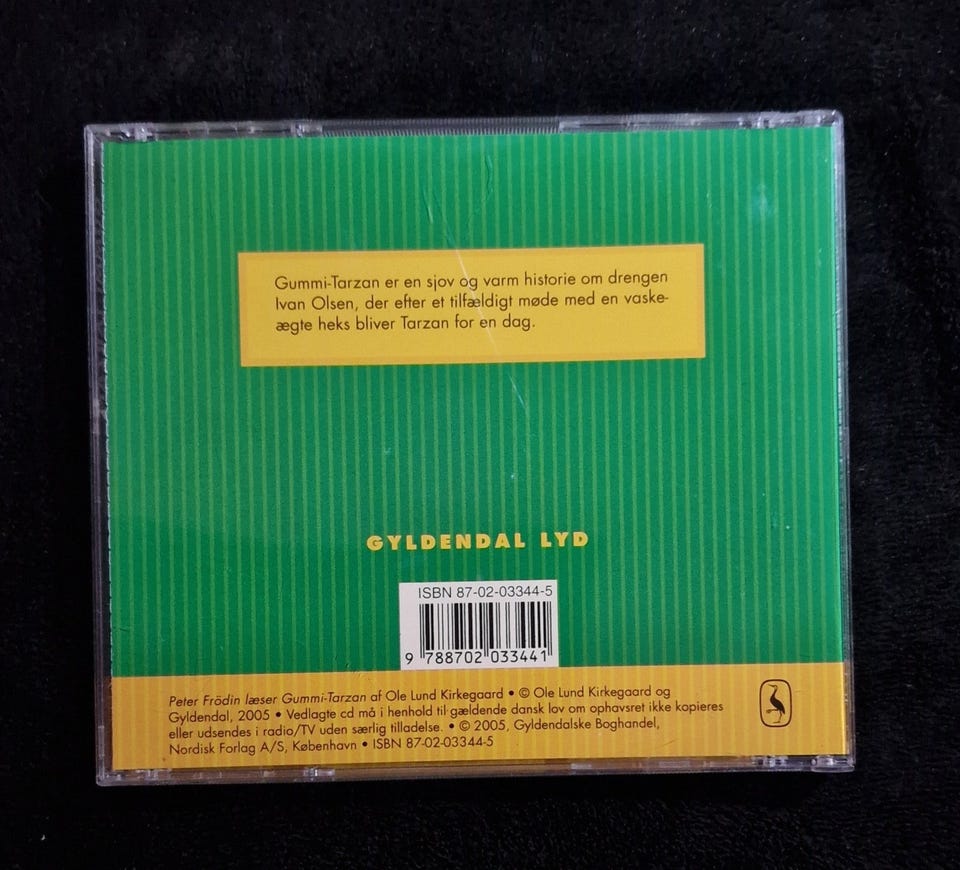 Gummi-Tarzan er en sjov og varm historie om drengen
Ivan Olsen, der efter et tilfældigt møde med en vaske-
ægte heks bliver Tarzan for en dag.
GYLDENDAL LYD
ISBN 87-02-03344-5
9 788702 033441
Peter Frödin læser Gummi-Tarzan af Ole Lund Kirkegaard • © Ole Lund Kirkegaard og
Gyldendal, 2005 • Vedlagte cd må i henhold til gældende dansk lov om ophavsret ikke kopieres
eller udsendes i radio/TV uden særlig tilladelse. • © 2005, Gyldendalske Boghandel,
Nordisk Forlag A/S, København • ISBN 87-02-03344-5